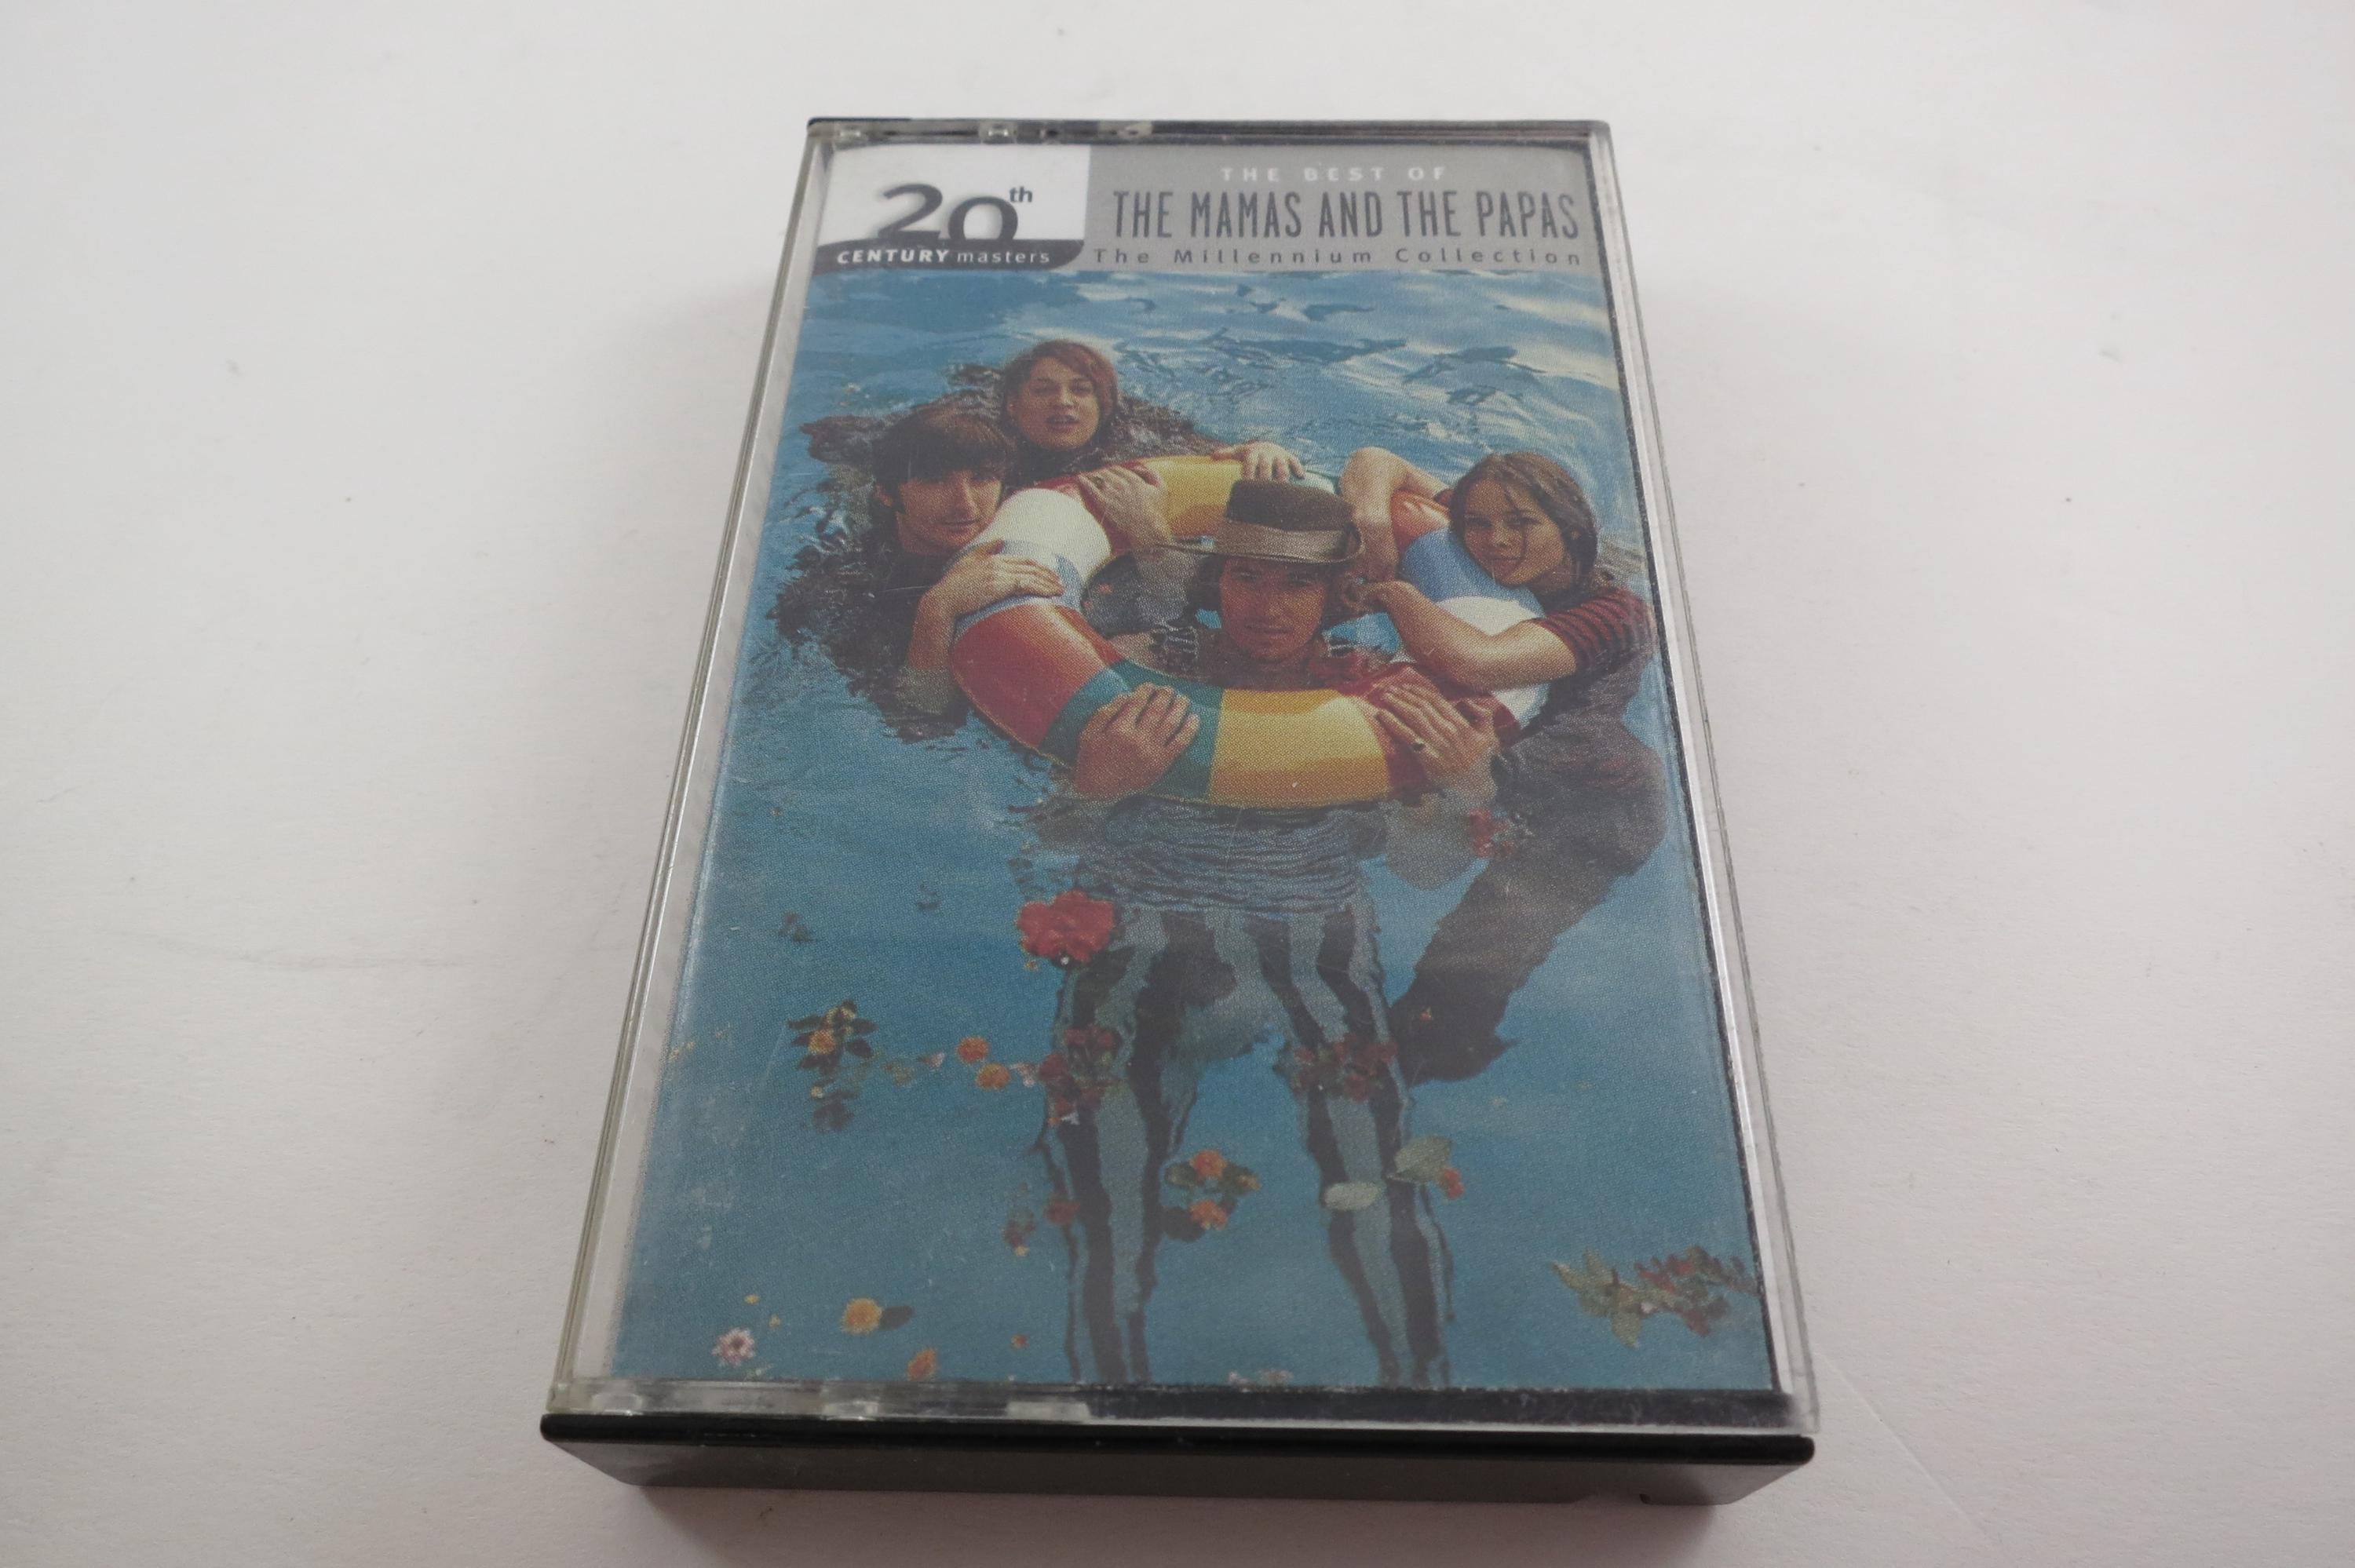 20th
CENTURY masters
THE BEST OF
THE MAMAS AND THE PAPAS
The Millennium Collection